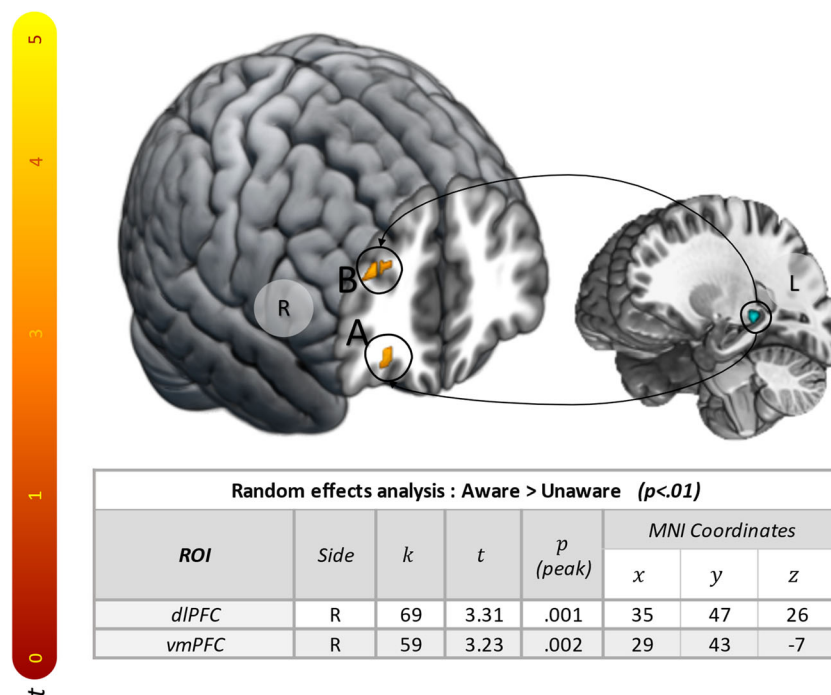 5
4
3
1
0
t
B
A
R
L
Random effects analysis : Aware > Unaware (p<.01)
ROI Side k t p (peak) MNI Coordinates
x y z
dlPFC R 69 3.31 .001 35 47 26
vmPFC R 59 3.23 .002 29 43 -7